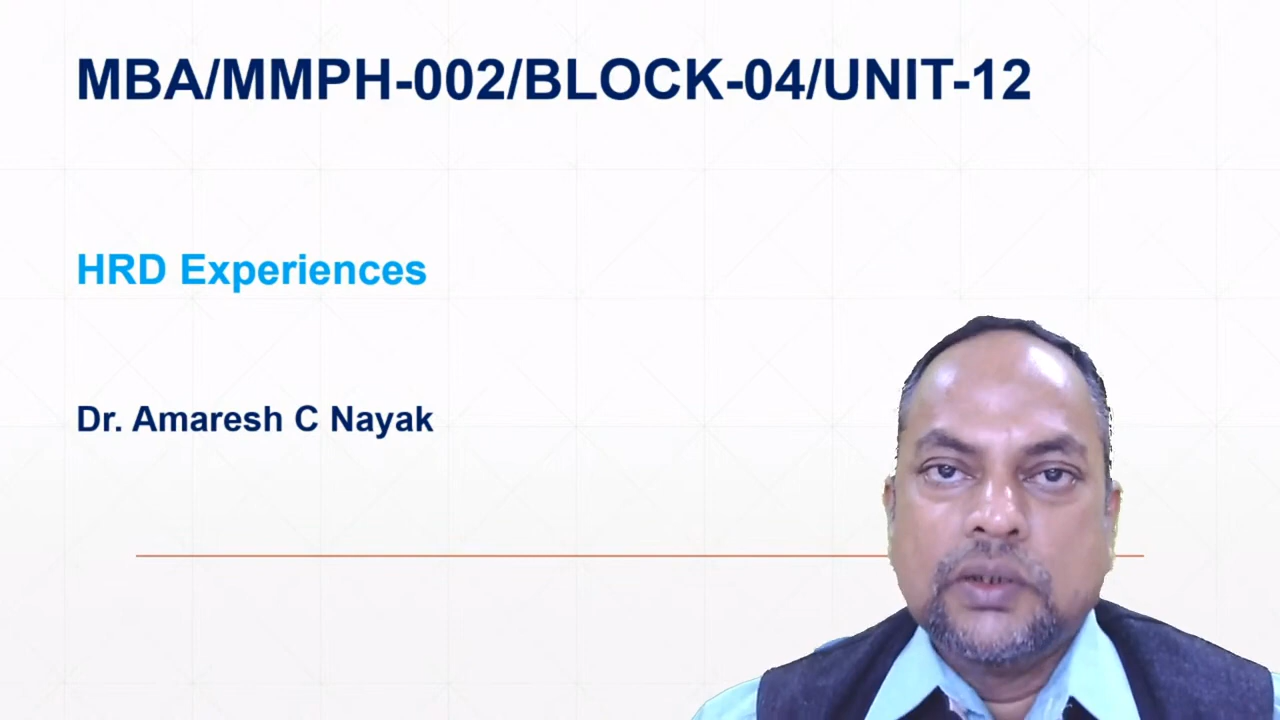 MBA/MMPH-002/BLOCK-04/UNIT-12
HRD Experiences
Dr. Amaresh C Nayak